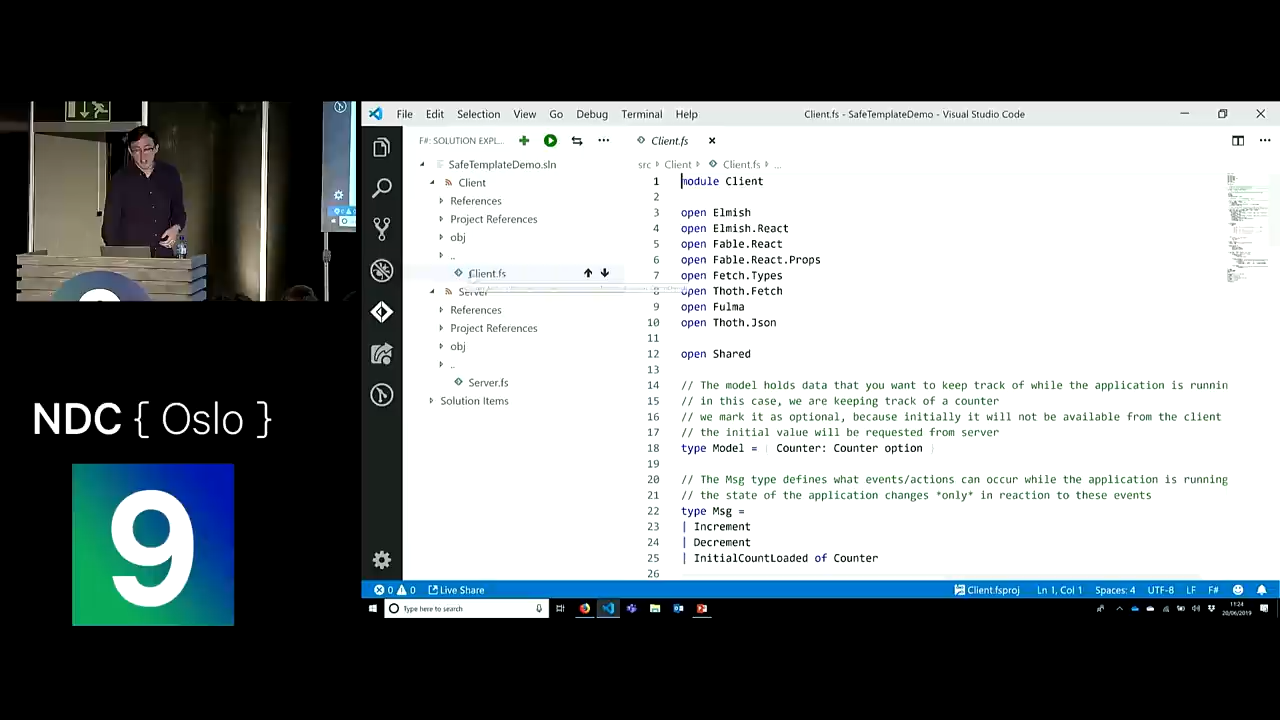 File Edit Selection View Go Debug Terminal Help
Client.fs - SafeTemplateDemo - Visual Studio Code
F#: SOLUTION EXPL...
Client.fs
SafeTemplateDemo.sln
Client
References
Project References
obj
..
Client.fs
Server
References
Project References
obj
..
Server.fs
Solution Items
src Client Client.fs ...
1 module Client
2
3 open Elmish
4 open Elmish.React
5 open Fable.React
6 open Fable.React.Props
7 open Fetch.Types
8 open Thoth.Fetch
9 open Fulma
10 open Thoth.Json
11
12 open Shared
13
14 // The model holds data that you want to keep track of while the application is runnin
15 // in this case, we are keeping track of a counter
16 // we mark it as optional, because initially it will not be available from the client
17 // the initial value will be requested from server
18 type Model = { Counter: Counter option }
19
20 // The Msg type defines what events/actions can occur while the application is running
21 // the state of the application changes *only* in reaction to these events
22 type Msg =
23 | Increment
24 | Decrement
25 | InitialCountLoaded of Counter
26
NDC { Oslo }
9
0 0 Live Share
Client.fsproj Ln 1, Col 1 Spaces: 4 UTF-8 LF F#
Type here to search
11:24
20/06/2019